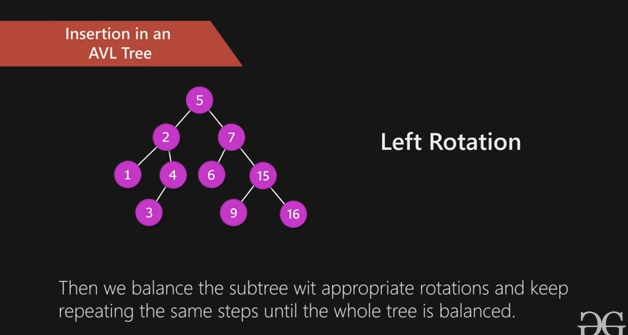 Insertion in an
AVL Tree
5
2
7
Left Rotation
1
4
6
15
3
9
16
Then we balance the subtree wit appropriate rotations and keep
repeating the same steps until the whole tree is balanced.